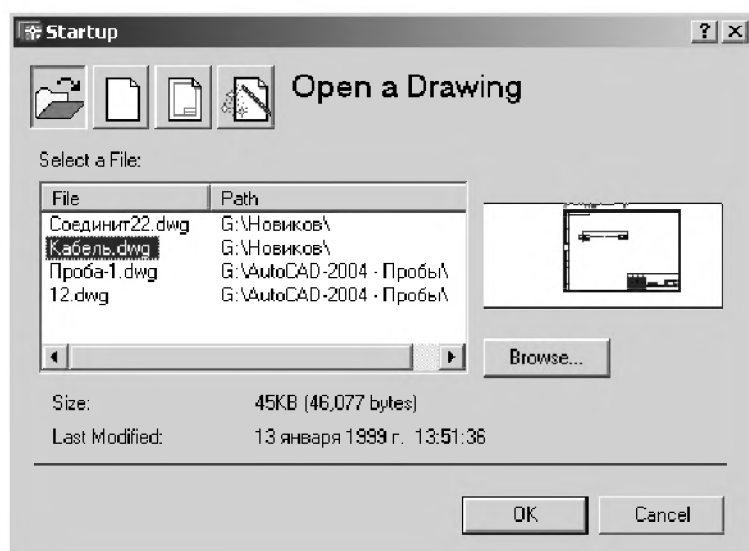 Startup
Open a Drawing
Select a File:
File Path
Соединит22.dwg G:\Новиков\
Кабель.dwg G:\Новиков\
Проба-1.dwg G:\AutoCAD-2004 - Пробы\
12.dwg G:\AutoCAD-2004 - Пробы\
Browse...
Size: 45KB (46,077 bytes)
Last Modified: 13 января 1999 г. 13:51:36
OK Cancel